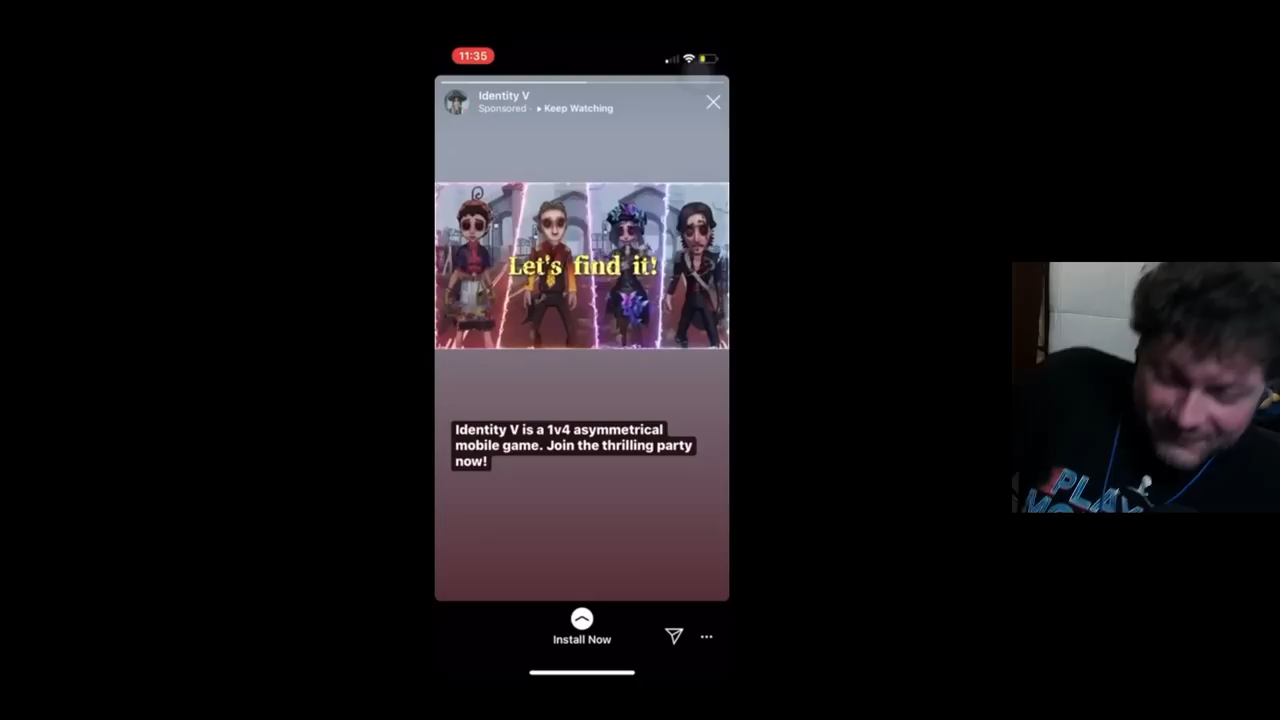 11:35
Identity V
Sponsored · ▸ Keep Watching
Let's find it!
Identity V is a 1v4 asymmetrical
mobile game. Join the thrilling party
now!
Install Now
PLAY